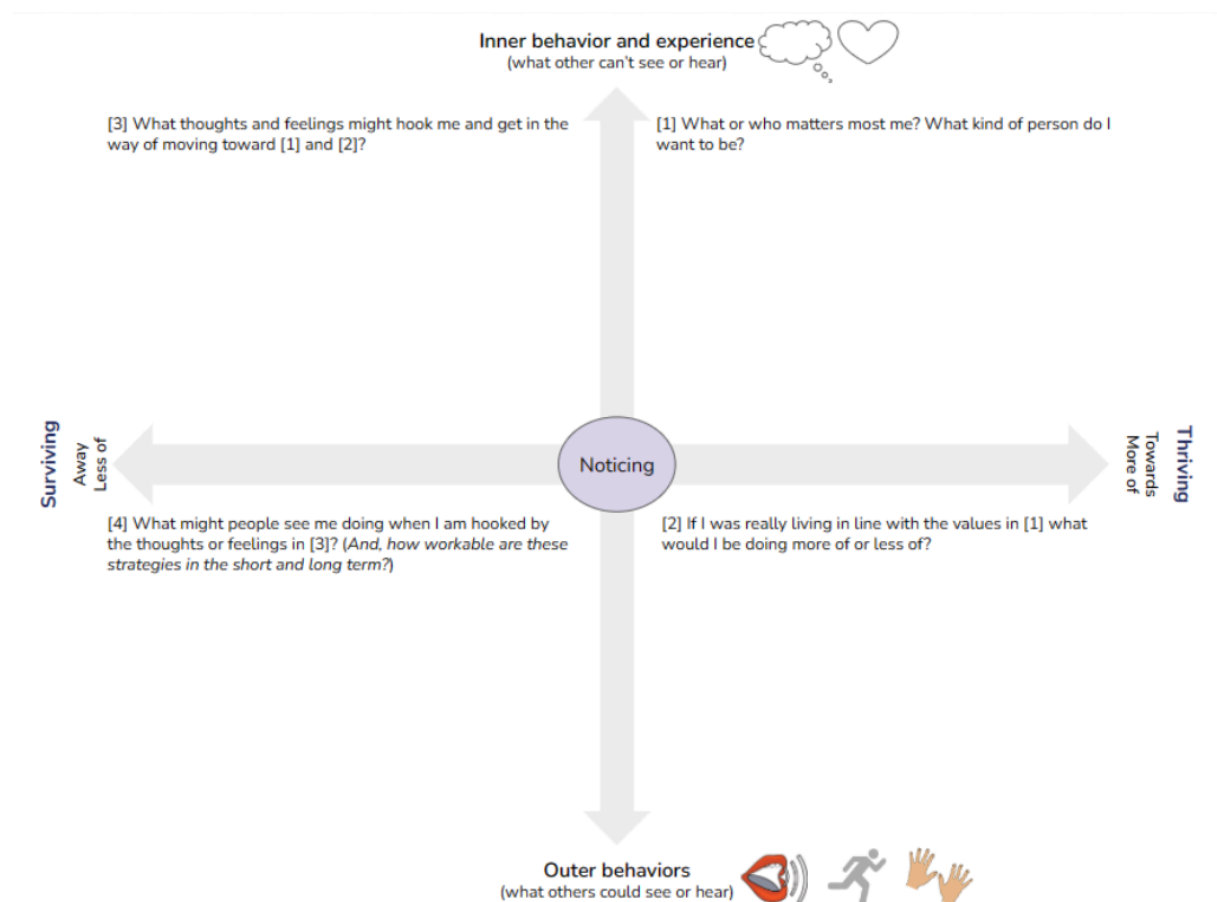 Inner behavior and experience
(what other can't see or hear)
[3] What thoughts and feelings might hook me and get in the
way of moving toward [1] and [2]?
[1] What or who matters most me? What kind of person do I
want to be?
Surviving
Away
Less of
Noticing
Thriving
Towards
More of
[4] What might people see me doing when I am hooked by
the thoughts or feelings in [3]? (And, how workable are these
strategies in the short and long term?)
[2] If I was really living in line with the values in [1] what
would I be doing more of or less of?
Outer behaviors
(what others could see or hear)